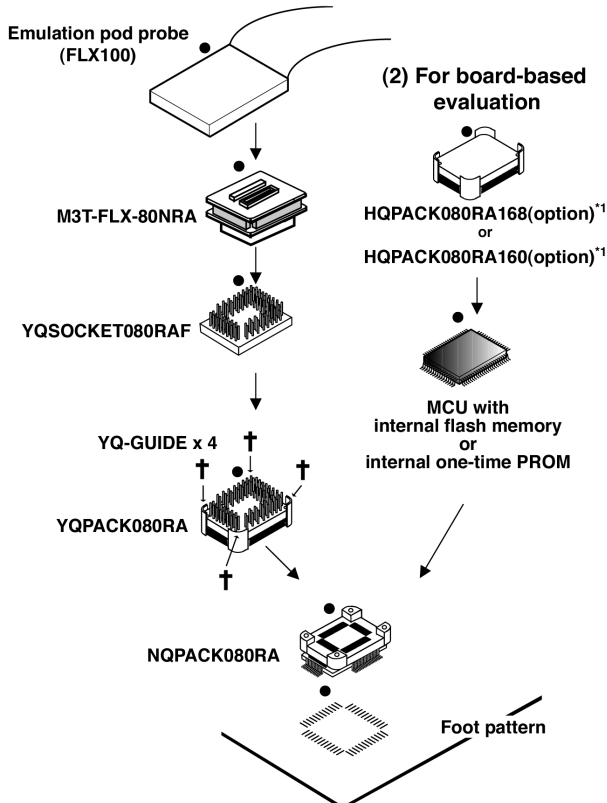 Emulation pod probe
(FLX100)
(2) For board-based
evaluation
M3T-FLX-80NRA
HQPACK080RA168(option)*1
or
HQPACK080RA160(option)*1
YQSOCKET080RAF
MCU with
internal flash memory
or
internal one-time PROM
YQ-GUIDE x 4
YQPACK080RA
NQPACK080RA
Foot pattern